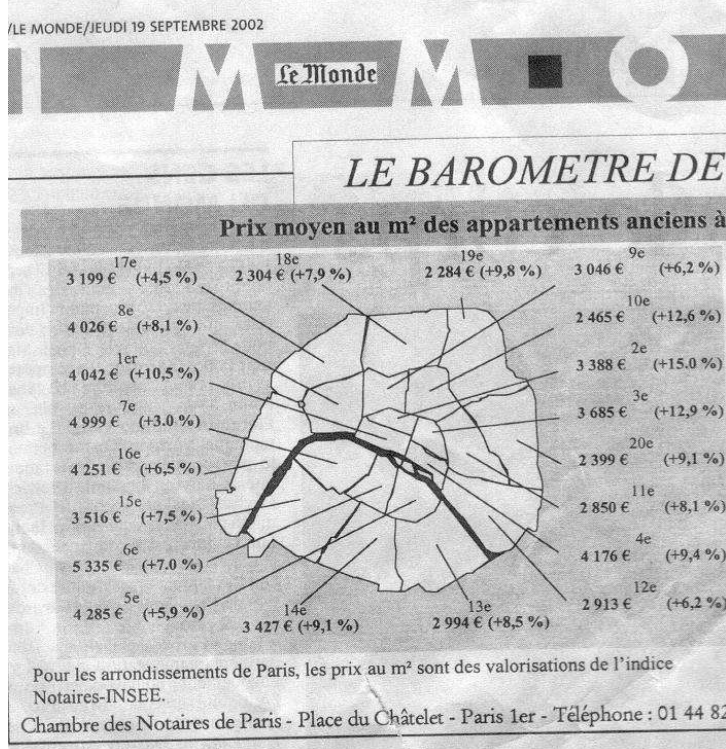 /LE MONDE/JEUDI 19 SEPTEMBRE 2002
I M Le Monde M O
LE BAROMETRE DE
Prix moyen au m² des appartements anciens à
17e
3 199 € (+4,5 %)
18e
2 304 € (+7,9 %)
19e
2 284 € (+9,8 %)
9e
3 046 € (+6,2 %)
8e
4 026 € (+8,1 %)
10e
2 465 € (+12,6 %)
1er
4 042 € (+10,5 %)
2e
3 388 € (+15.0 %)
7e
4 999 € (+3.0 %)
3e
3 685 € (+12,9 %)
16e
4 251 € (+6,5 %)
20e
2 399 € (+9,1 %)
15e
3 516 € (+7,5 %)
11e
2 850 € (+8,1 %)
6e
5 335 € (+7.0 %)
4e
4 176 € (+9,4 %)
5e
4 285 € (+5,9 %)
14e
3 427 € (+9,1 %)
13e
2 994 € (+8,5 %)
12e
2 913 € (+6,2 %)
Pour les arrondissements de Paris, les prix au m² sont des valorisations de l'indice
Notaires-INSEE.
Chambre des Notaires de Paris - Place du Châtelet - Paris 1er - Téléphone : 01 44 82